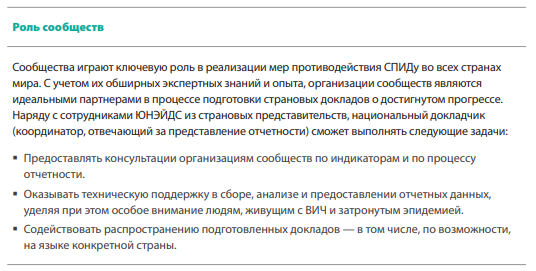 Роль сообществ
Сообщества играют ключевую роль в реализации мер противодействия СПИДу во всех странах
мира. С учетом их обширных экспертных знаний и опыта, организации сообществ являются
идеальными партнерами в процессе подготовки страновых докладов о достигнутом прогрессе.
Наряду с сотрудниками ЮНЭЙДС из страновых представительств, национальный докладчик
(координатор, отвечающий за представление отчетности) сможет выполнять следующие задачи:
▪ Предоставлять консультации организациям сообществ по индикаторам и по процессу
отчетности.
▪ Оказывать техническую поддержку в сборе, анализе и предоставлении отчетных данных,
уделяя при этом особое внимание людям, живущим с ВИЧ и затронутым эпидемией.
▪ Содействовать распространению подготовленных докладов — в том числе, по возможности,
на языке конкретной страны.